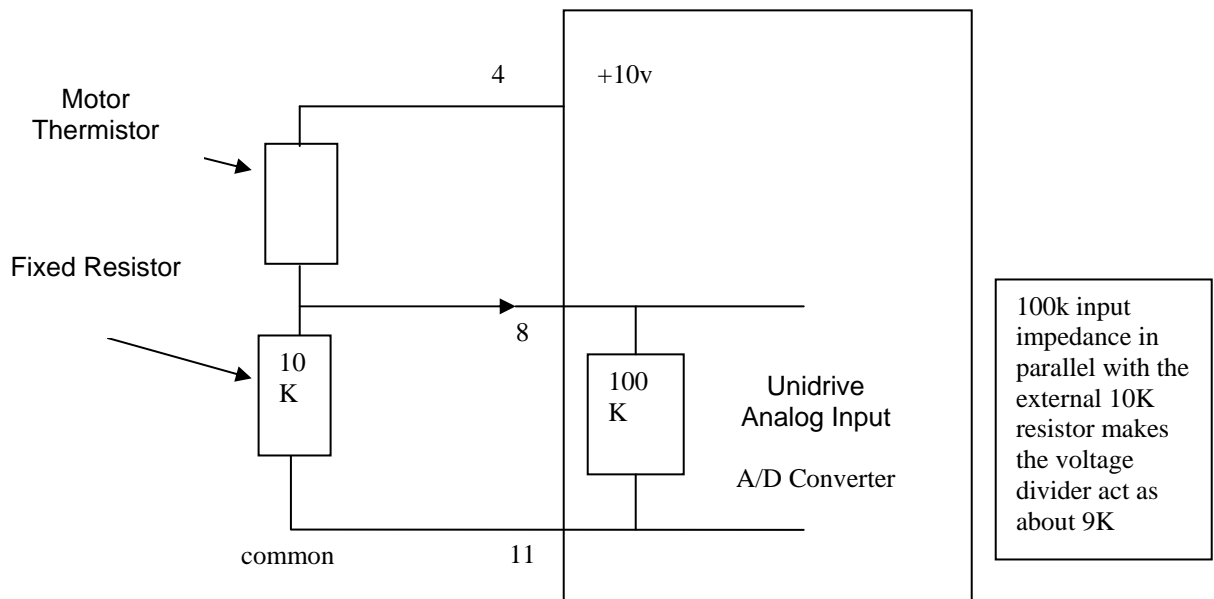 4
+10v
Motor
Thermistor
Fixed Resistor
8
10
K
100
K
Unidrive
Analog Input
A/D Converter
common
11
100k input
impedance in
parallel with the
external 10K
resistor makes
the voltage
divider act as
about 9K